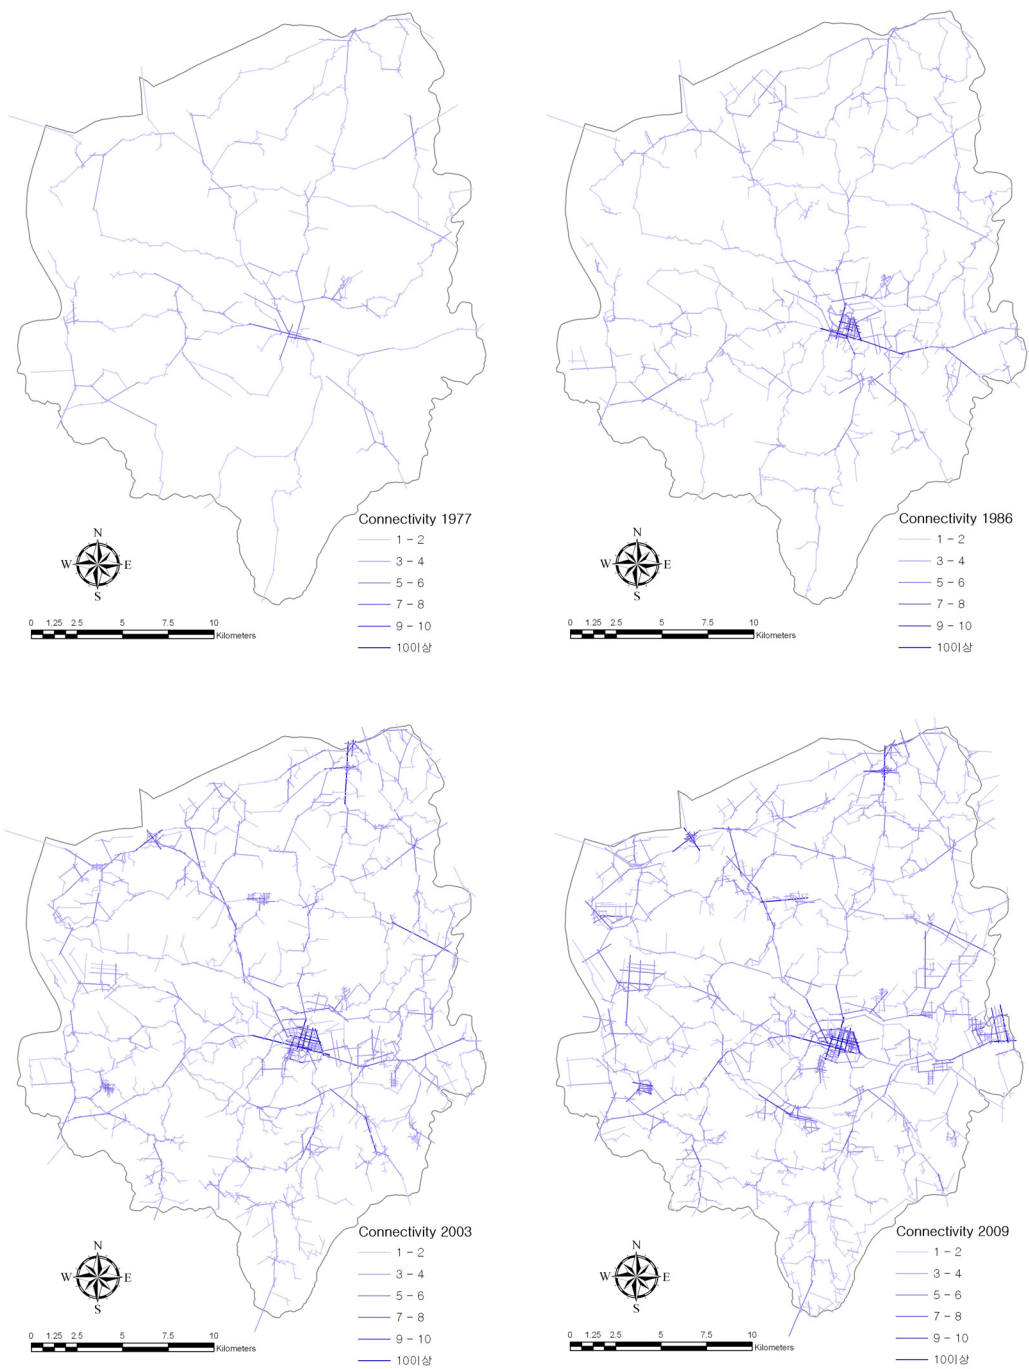 Connectivity 1977
1 - 2
3 - 4
5 - 6
7 - 8
9 - 10
10이상
N
W E
S
0 1.25 2.5 5 7.5 10
Kilometers
Connectivity 1986
1 - 2
3 - 4
5 - 6
7 - 8
9 - 10
10이상
N
W E
S
0 1.25 2.5 5 7.5 10
Kilometers
Connectivity 2003
1 - 2
3 - 4
5 - 6
7 - 8
9 - 10
10이상
N
W E
S
0 1.25 2.5 5 7.5 10
Kilometers
Connectivity 2009
1 - 2
3 - 4
5 - 6
7 - 8
9 - 10
10이상
N
W E
S
0 1.25 2.5 5 7.5 10
Kilometers